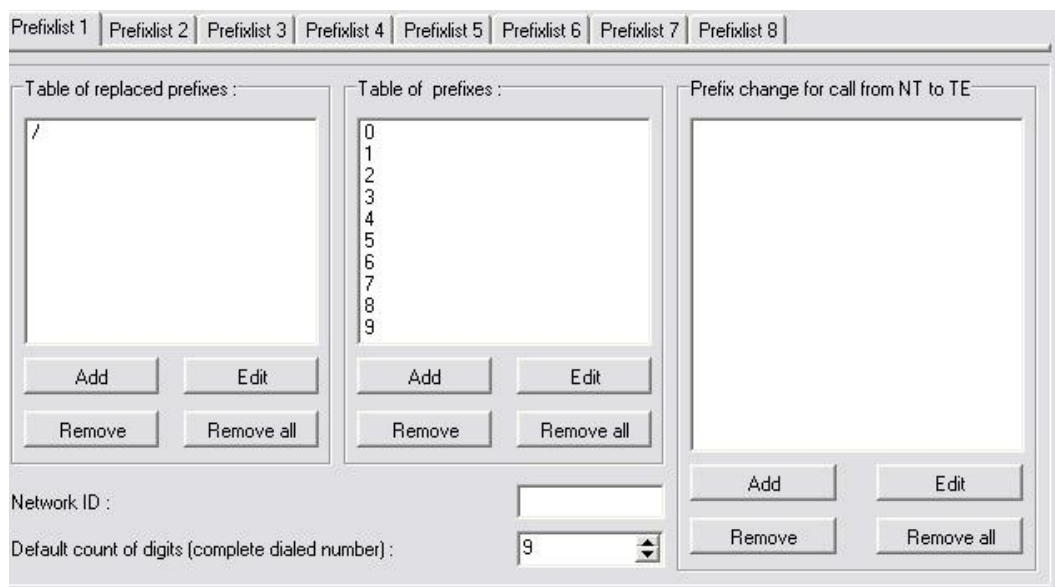 Prefixlist 1 Prefixlist 2 Prefixlist 3 Prefixlist 4 Prefixlist 5 Prefixlist 6 Prefixlist 7 Prefixlist 8
Table of replaced prefixes :
/
Add Edit
Remove Remove all
Table of prefixes :
0
1
2
3
4
5
6
7
8
9
Add Edit
Remove Remove all
Prefix change for call from NT to TE
Add Edit
Remove Remove all
Network ID :
Default count of digits (complete dialed number) : 9